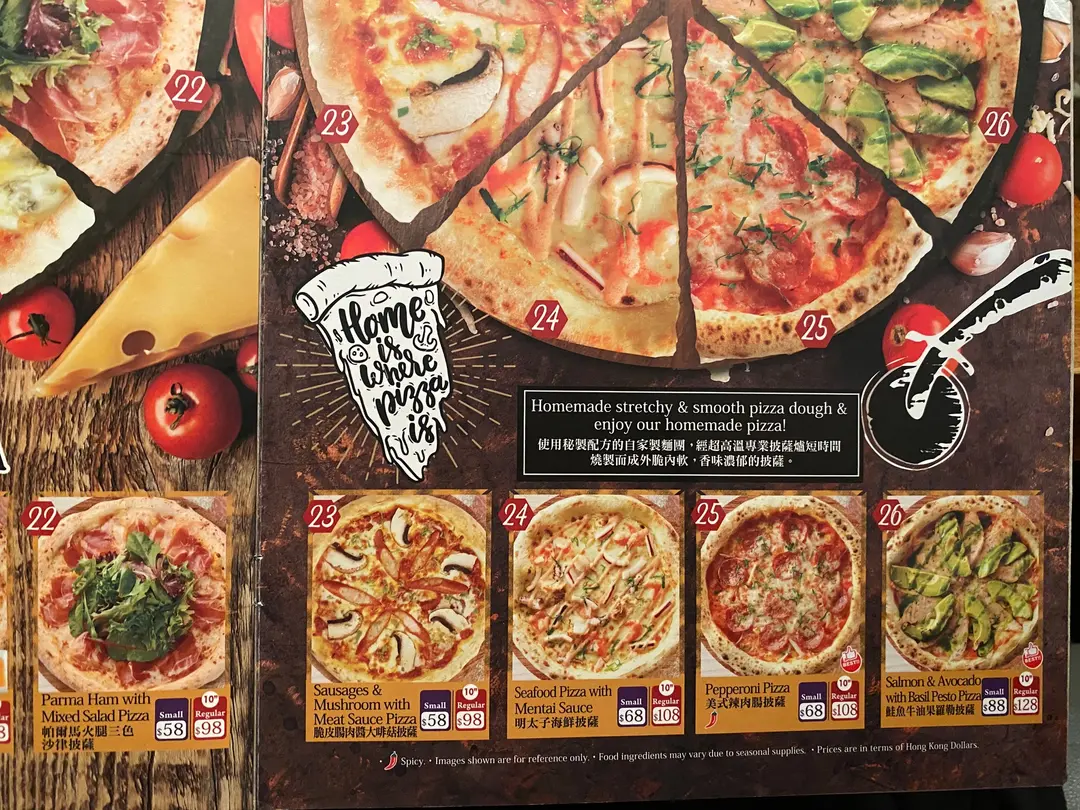 22
23
24
25
26
Home
is
where
pizza
is
Homemade stretchy & smooth pizza dough &
enjoy our homemade pizza!
使用秘製配方的自家製麵團，經超高溫專業披薩爐短時間
燒製而成外脆內軟，香味濃郁的披薩。
22
Parma Ham with
Mixed Salad Pizza
帕爾馬火腿三色
沙律披薩
Small
$58
10"
Regular
$98
23
Sausages &
Mushroom with
Meat Sauce Pizza
脆皮腸肉醬大啡菇披薩
Small
$58
10"
Regular
$98
24
Seafood Pizza with
Mentai Sauce
明太子海鮮披薩
Small
$68
10"
Regular
$108
25
Pepperoni Pizza
美式辣肉腸披薩
BEST!!
Small
$68
10"
Regular
$108
26
Salmon & Avocado
with Basil Pesto Pizza
鮭魚牛油果羅勒披薩
BEST!!
Small
$88
10"
Regular
$128
• Spicy. • Images shown are for reference only. • Food ingredients may vary due to seasonal supplies. • Prices are in terms of Hong Kong Dollars.